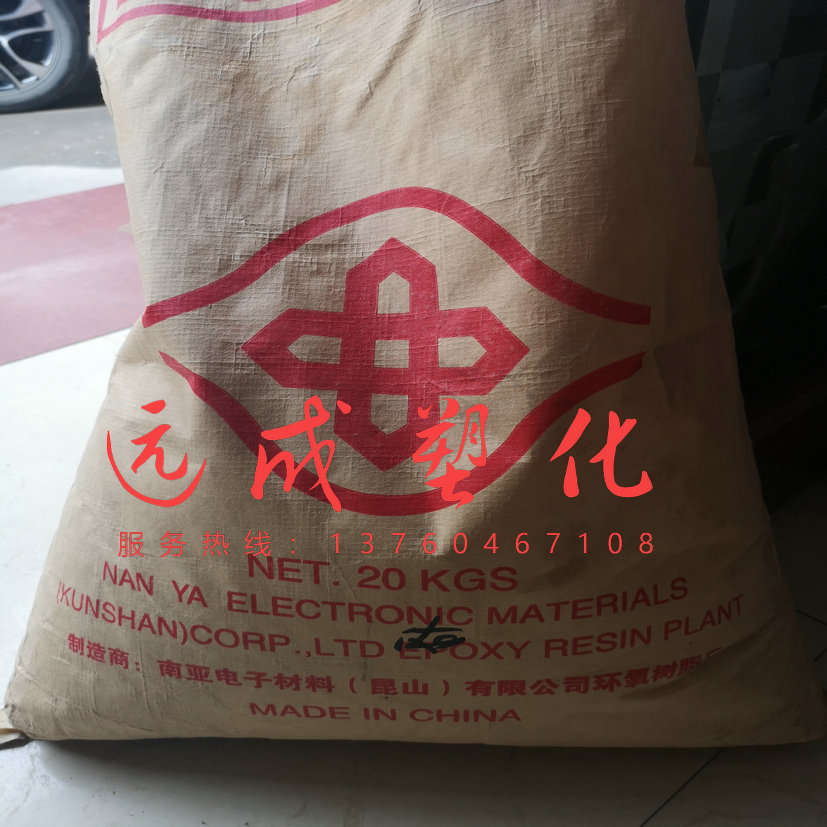 远成塑化
服务热线：13760467108
NET. 20 KGS
NAN YA ELECTRONIC MATERIALS
(KUNSHAN)CORP.,LTD EPOXY RESIN PLANT
制造商：南亚电子材料（昆山）有限公司环氧树脂厂
MADE IN CHINA